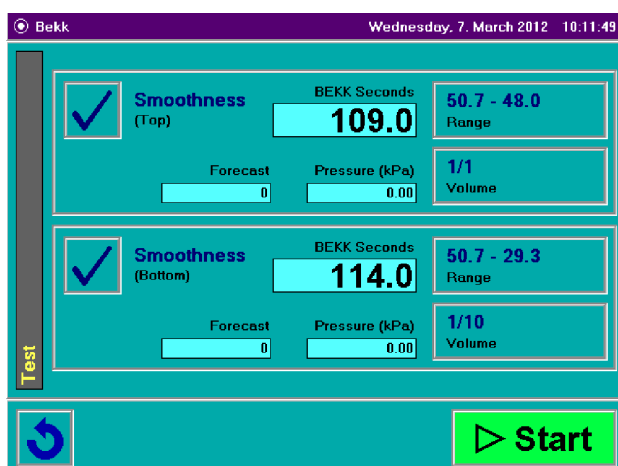 Bekk
Wednesday, 7. March 2012 10:11:49
Test
Smoothness
(Top)
BEKK Seconds
109.0
50.7 - 48.0
Range
Forecast
0
Pressure (kPa)
0.00
1/1
Volume
Smoothness
(Bottom)
BEKK Seconds
114.0
50.7 - 29.3
Range
Forecast
0
Pressure (kPa)
0.00
1/10
Volume
Start